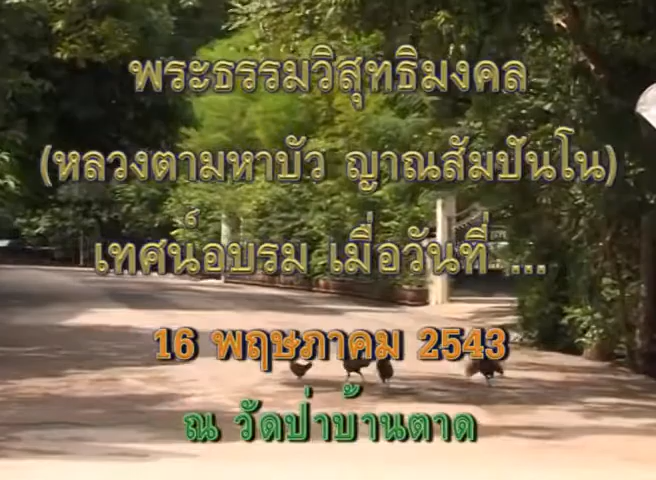 พระธรรมวิสุทธิมงคล
(หลวงตามหาบัว ญาณสัมปันโน)
เทศน์อบรม เมื่อวันที่ ....
16 พฤษภาคม 2543
ณ วัดป่าบ้านตาด